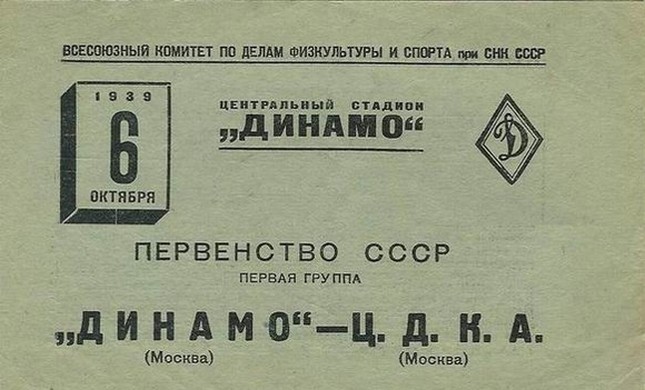 ВСЕСОЮЗНЫЙ КОМИТЕТ ПО ДЕЛАМ ФИЗКУЛЬТУРЫ И СПОРТА при СНК СССР
1939
6
ОКТЯБРЯ
ЦЕНТРАЛЬНЫЙ СТАДИОН
„ДИНАМО“
Д
ПЕРВЕНСТВО СССР
ПЕРВАЯ ГРУППА
„ДИНАМО“—Ц. Д. К. А.
(Москва) (Москва)